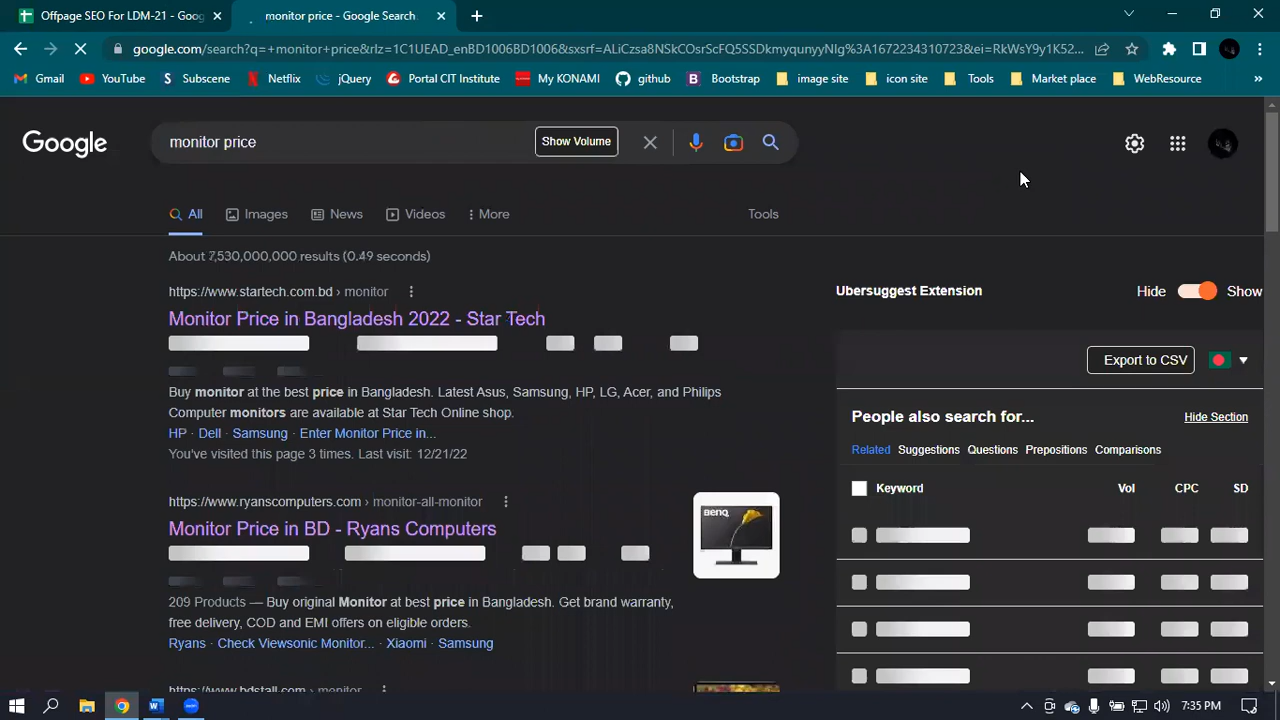 Offpage SEO For LDM-21 - Goog
monitor price - Google Search
google.com/search?q=+monitor+price&rlz=1C1UEAD_enBD1006BD1006&sxsrf=ALiCzsa8NSkCOsrScFQ5SSDkmyqunyyNIg%3A1672234310723&ei=RkWsY9y1K52...
Gmail YouTube Subscene Netflix jQuery Portal CIT Institute My KONAMI github Bootstrap image site icon site Tools Market place WebResource »
Google
monitor price
Show Volume
All Images News Videos More Tools
About 7,530,000,000 results (0.49 seconds)
https://www.startech.com.bd › monitor
Monitor Price in Bangladesh 2022 - Star Tech
Buy monitor at the best price in Bangladesh. Latest Asus, Samsung, HP, LG, Acer, and Philips
Computer monitors are available at Star Tech Online shop.
HP · Dell · Samsung · Enter Monitor Price in...
You've visited this page 3 times. Last visit: 12/21/22
https://www.ryanscomputers.com › monitor-all-monitor
Monitor Price in BD - Ryans Computers
BENQ
209 Products — Buy original Monitor at best price in Bangladesh. Get brand warranty,
free delivery, COD and EMI offers on eligible orders.
Ryans · Check Viewsonic Monitor... · Xiaomi · Samsung
https://www.bdstall.com › monitor
Ubersuggest Extension
Hide Show
Export to CSV
People also search for...
Hide Section
Related Suggestions Questions Prepositions Comparisons
Keyword Vol CPC SD
7:35 PM